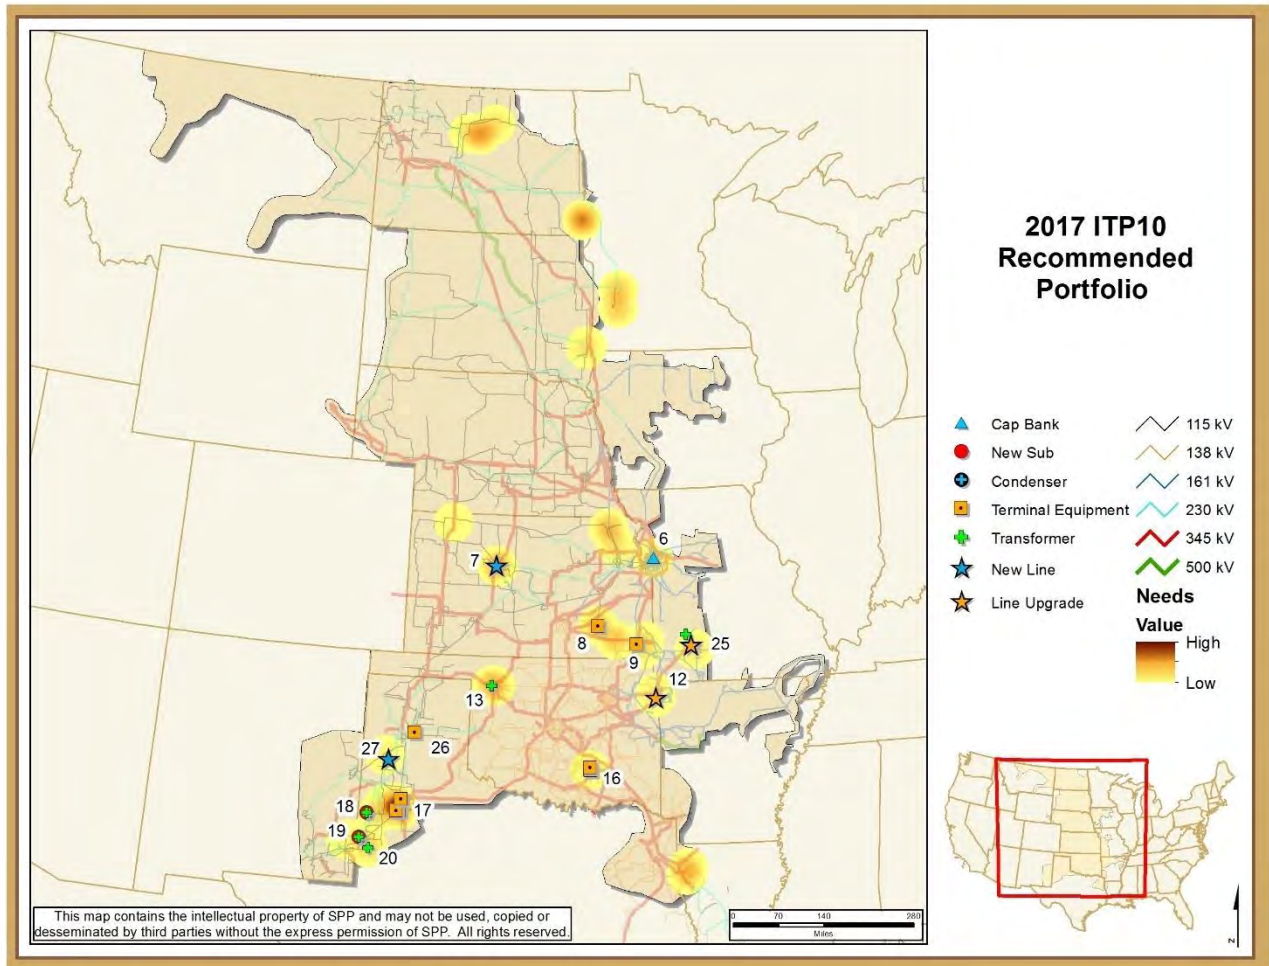 2017 ITP10
Recommended
Portfolio
Cap Bank
New Sub
Condenser
Terminal Equipment
Transformer
New Line
Line Upgrade
115 kV
138 kV
161 kV
230 kV
345 kV
500 kV
Needs
Value
High
Low
6
7
8
9
25
12
13
26
27
16
18
17
19
20
This map contains the intellectual property of SPP and may not be used, copied or
desseminated by third parties without the express permission of SPP. All rights reserved.
0 70 140 280
Miles
N